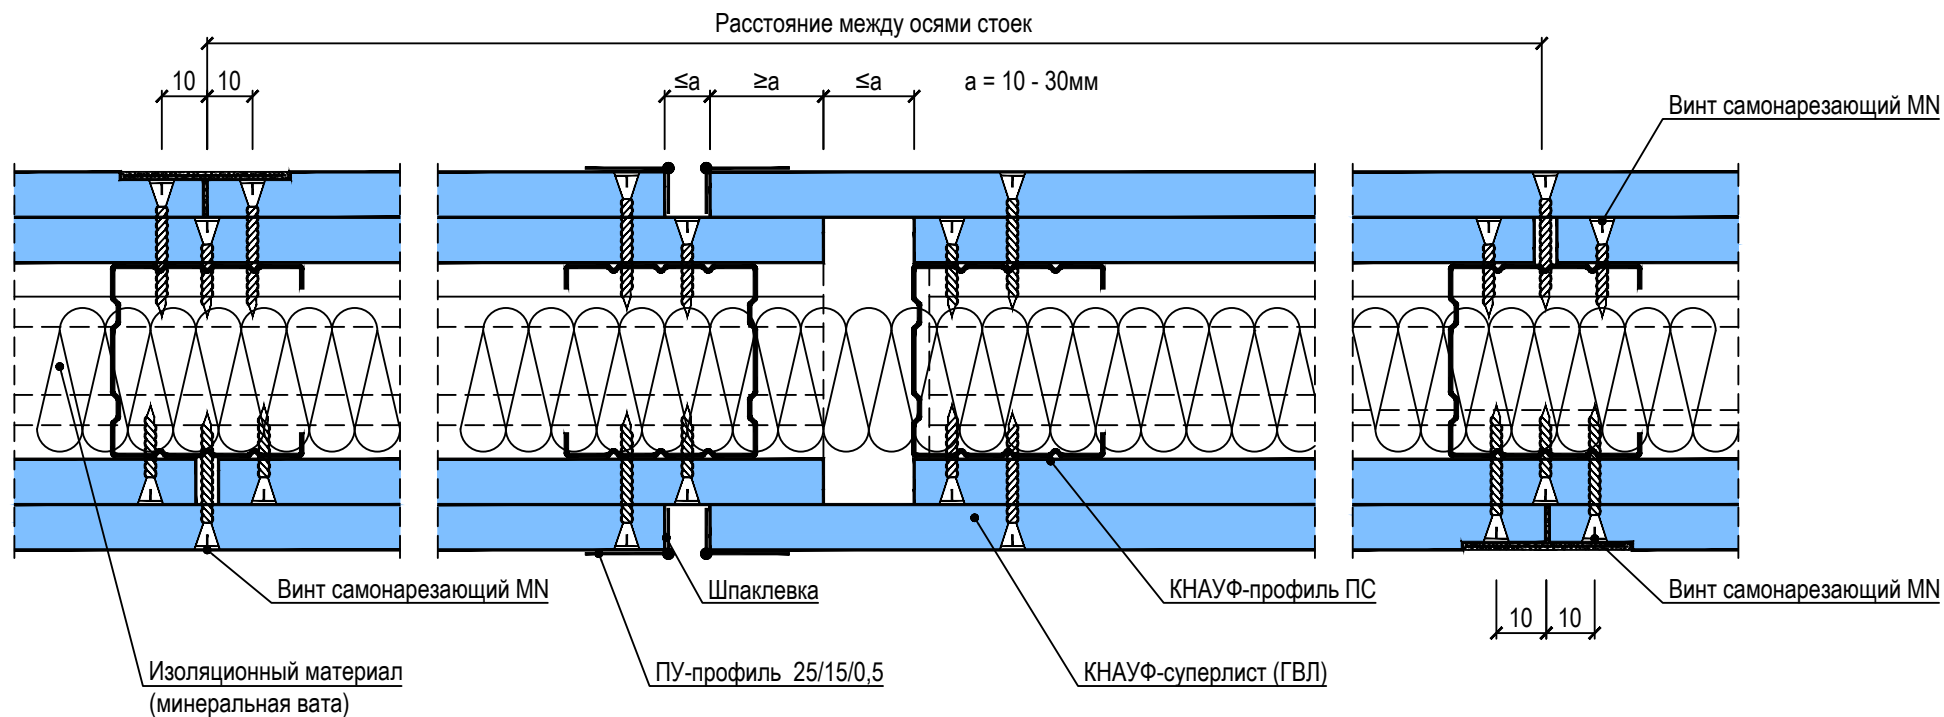 Расстояние между осями стоек
10 10 ≤а ≥а ≤а а = 10 - 30мм
Винт самонарезающий MN
Винт самонарезающий MN
Шпаклевка
КНАУФ-профиль ПС
Винт самонарезающий MN
10 10
Изоляционный материал
(минеральная вата)
ПУ-профиль 25/15/0,5
КНАУФ-суперлист (ГВЛ)